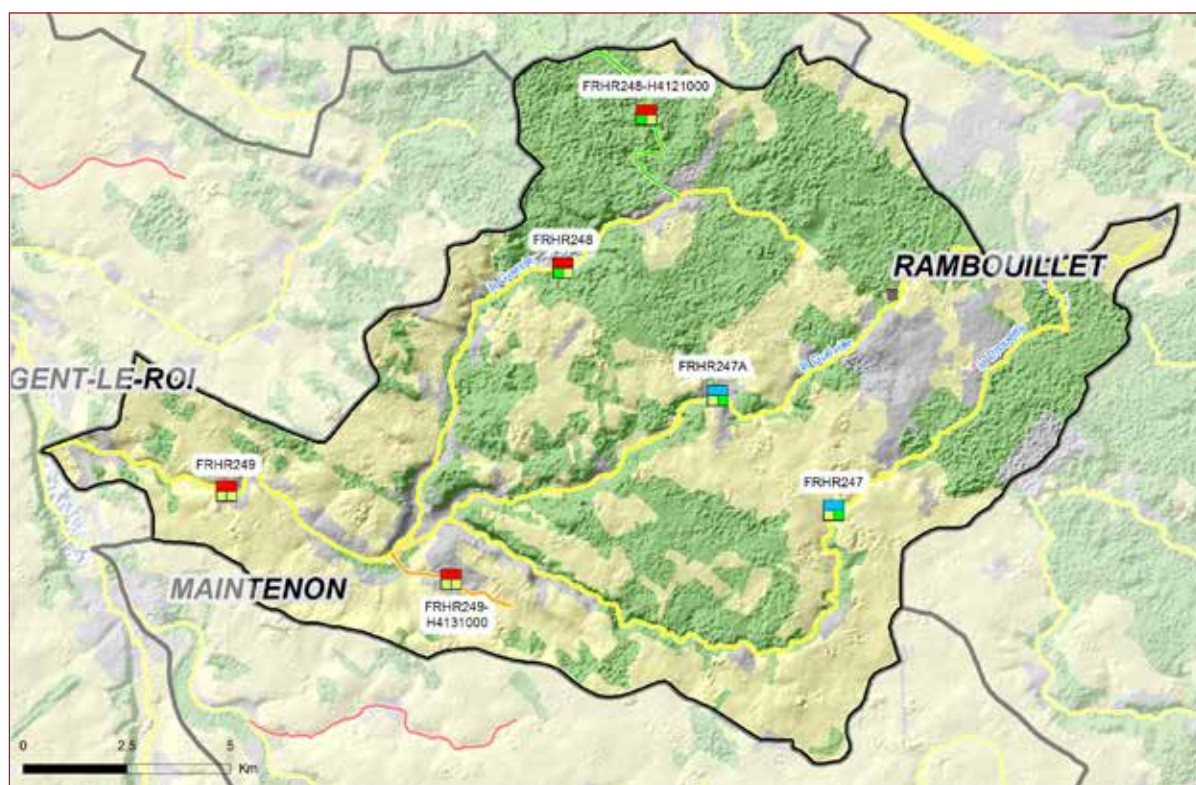 FRHR248-H4121000
FRHR248
RAMBOUILLET
FRHR247A
GENT-LE-ROI
FRHR249
FRHR247
MAINTENON
FRHR249-
H4131000
0
2.5
5
Km